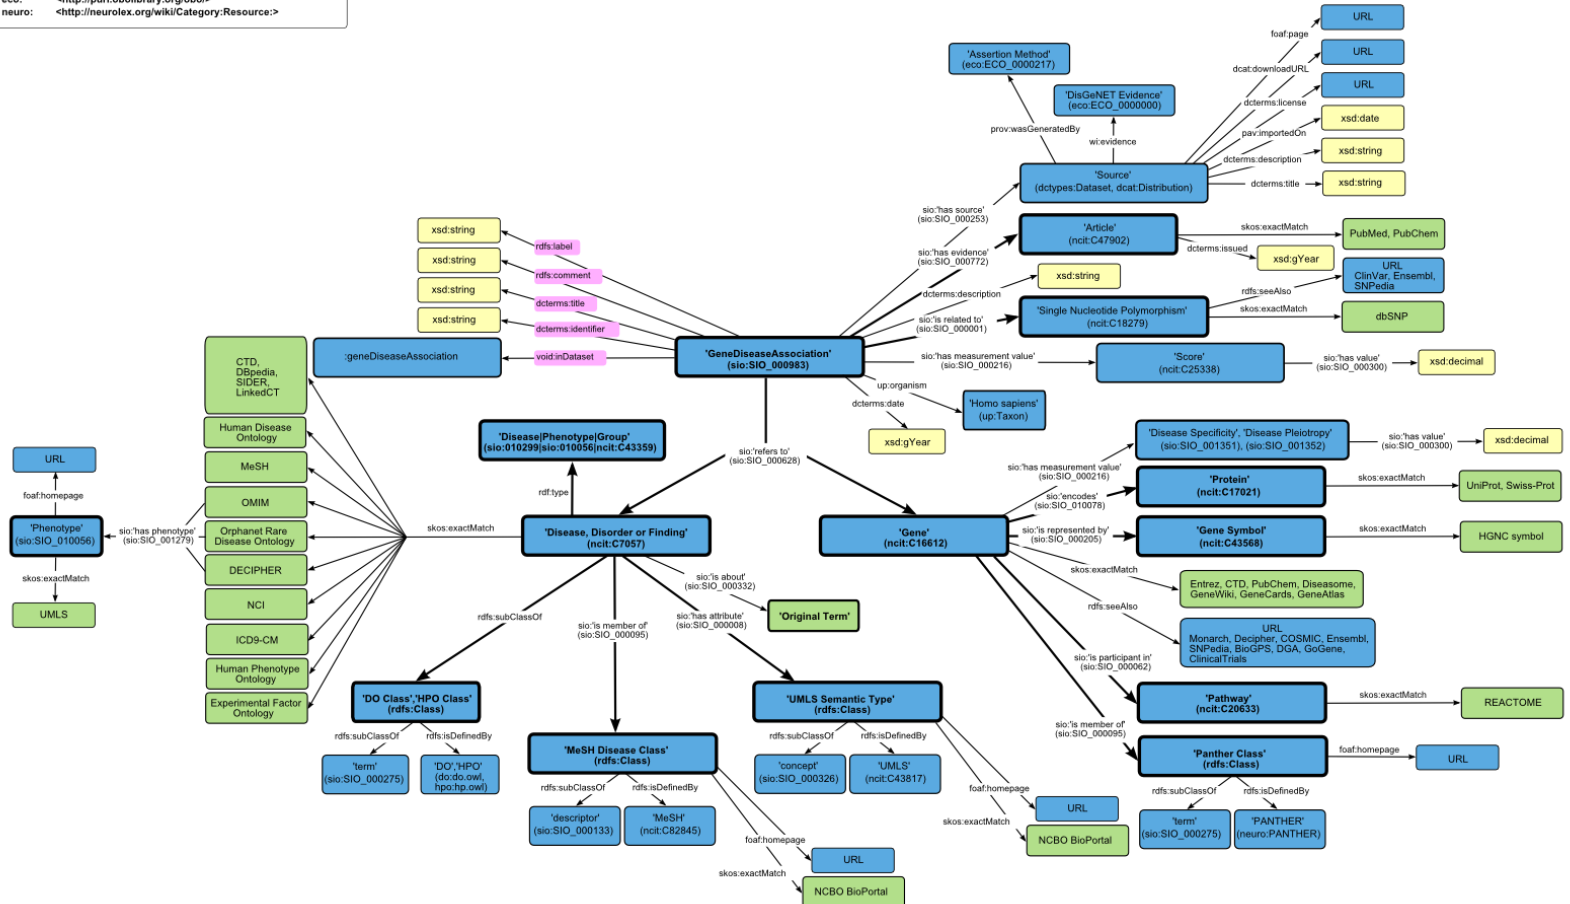 neuro: <http://neurolex.org/wiki/Category:Resource:>
URL
foaf:page
'Assertion Method'
(eco:ECO_0000217)
URL
dcat:downloadURL
'DisGeNET Evidence'
(eco:ECO_0000000)
URL
dcterms:license
xsd:date
pav:importedOn
prov:wasGeneratedBy
wi:evidence
xsd:string
dcterms:description
'Source'
(dctypes:Dataset, dcat:Distribution)
dcterms:title
xsd:string
sio:'has source'
(sio:SIO_000253)
'Article'
(ncit:C47902)
skos:exactMatch
PubMed, PubChem
dcterms:issued
xsd:gYear
sio:'has evidence'
(sio:SIO_000772)
xsd:string
rdfs:label
xsd:string
rdfs:comment
xsd:string
dcterms:title
xsd:string
dcterms:identifier
xsd:string
dcterms:description
URL
ClinVar, Ensembl,
SNPedia
rdfs:seeAlso
'Single Nucleotide Polymorphism'
(ncit:C18279)
skos:exactMatch
dbSNP
sio:'is related to'
(sio:SIO_000001)
:geneDiseaseAssociation
void:inDataset
'GeneDiseaseAssociation'
(sio:SIO_000983)
sio:'has measurement value'
(sio:SIO_000216)
'Score'
(ncit:C25338)
sio:'has value'
(sio:SIO_000300)
xsd:decimal
up:organism
'Homo sapiens'
(up:Taxon)
dcterms:date
xsd:gYear
CTD,
DBpedia,
SIDER,
LinkedCT
Human Disease
Ontology
MeSH
OMIM
Orphanet Rare
Disease Ontology
DECIPHER
NCI
ICD9-CM
Human Phenotype
Ontology
Experimental Factor
Ontology
URL
foaf:homepage
'Phenotype'
(sio:SIO_010056)
sio:'has phenotype'
(sio:SIO_001279)
skos:exactMatch
UMLS
skos:exactMatch
'Disease|Phenotype|Group'
(sio:010299|sio:010056|ncit:C43359)
rdf:type
sio:'refers to'
(sio:SIO_000628)
'Disease, Disorder or Finding'
(ncit:C7057)
'Gene'
(ncit:C16612)
'Disease Specificity', 'Disease Pleiotropy'
(sio:SIO_001351), (sio:SIO_001352)
sio:'has value'
(sio:SIO_000300)
xsd:decimal
sio:'has measurement value'
(sio:SIO_000216)
'Protein'
(ncit:C17021)
skos:exactMatch
UniProt, Swiss-Prot
sio:'encodes'
(sio:SIO_010078)
sio:'is represented by'
(sio:SIO_000205)
'Gene Symbol'
(ncit:C43568)
skos:exactMatch
HGNC symbol
skos:exactMatch
Entrez, CTD, PubChem, Diseasome,
GeneWiki, GeneCards, GeneAtlas
rdfs:seeAlso
URL
Monarch, Decipher, COSMIC, Ensembl,
SNPedia, BioGPS, DGA, GoGene,
ClinicalTrials
sio:'is about'
(sio:SIO_000332)
'Original Term'
rdfs:subClassOf
sio:'is member of'
(sio:SIO_000095)
sio:'has attribute'
(sio:SIO_000008)
sio:'is participant in'
(sio:SIO_000062)
'Pathway'
(ncit:C20633)
skos:exactMatch
REACTOME
sio:'is member of'
(sio:SIO_000095)
'Panther Class'
(rdfs:Class)
foaf:homepage
URL
rdfs:subClassOf
rdfs:isDefinedBy
'term'
(sio:SIO_000275)
'PANTHER'
(neuro:PANTHER)
'DO Class','HPO Class'
(rdfs:Class)
rdfs:subClassOf
rdfs:isDefinedBy
'term'
(sio:SIO_000275)
'DO','HPO'
(do:do.owl,
hpo:hp.owl)
'MeSH Disease Class'
(rdfs:Class)
rdfs:subClassOf
rdfs:isDefinedBy
'descriptor'
(sio:SIO_000133)
'MeSH'
(ncit:C82845)
foaf:homepage
URL
skos:exactMatch
NCBO BioPortal
'UMLS Semantic Type'
(rdfs:Class)
rdfs:subClassOf
rdfs:isDefinedBy
'concept'
(sio:SIO_000326)
'UMLS'
(ncit:C43817)
foaf:homepage
URL
skos:exactMatch
NCBO BioPortal